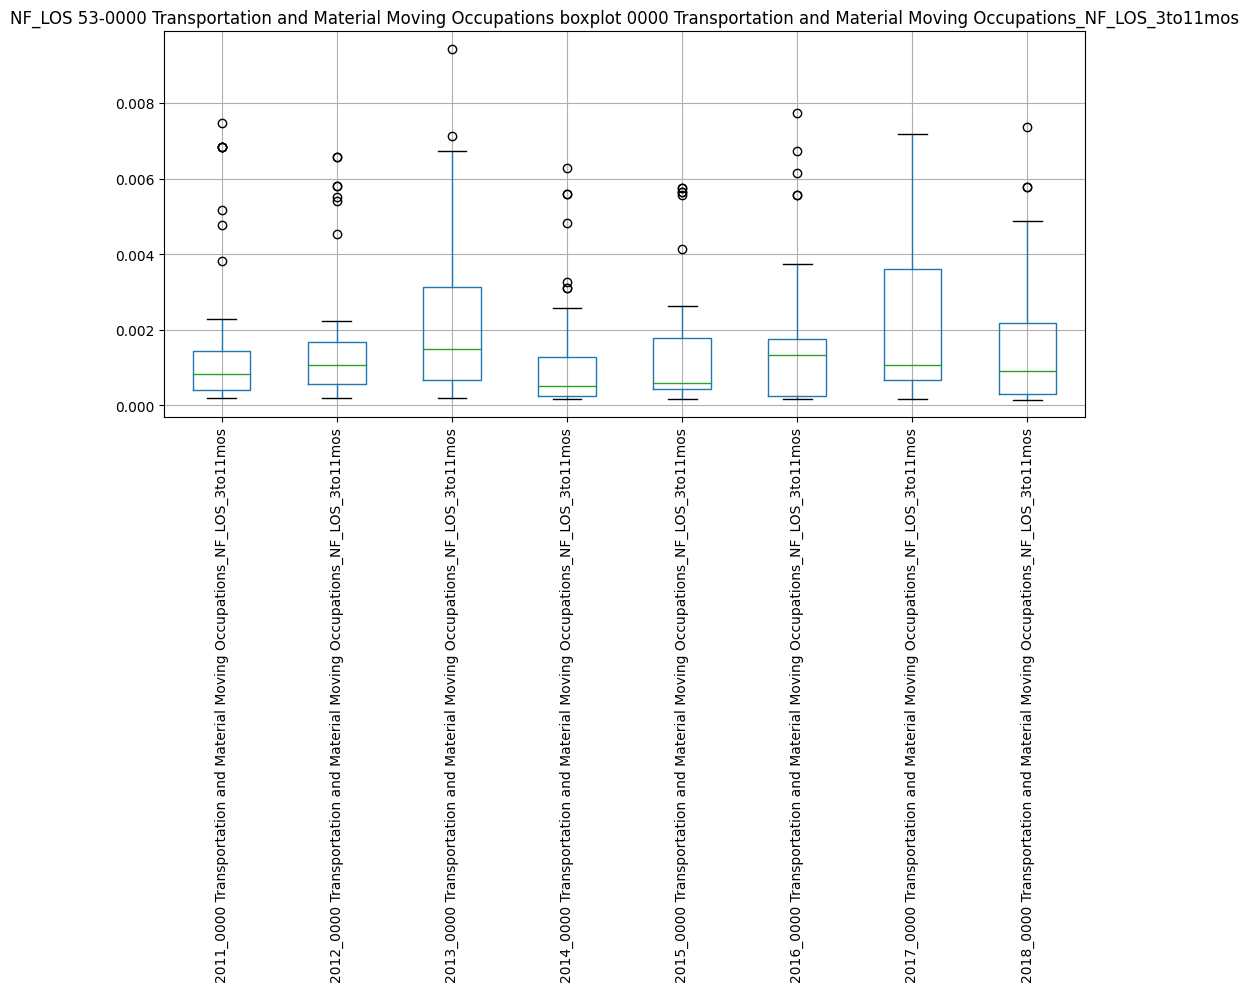 NF_LOS 53-0000 Transportation and Material Moving Occupations boxplot 0000 Transportation and Material Moving Occupations_NF_LOS_3to11mos
0.008
0.006
0.004
0.002
0.000
2011_0000 Transportation and Material Moving Occupations_NF_LOS_3to11mos
2012_0000 Transportation and Material Moving Occupations_NF_LOS_3to11mos
2013_0000 Transportation and Material Moving Occupations_NF_LOS_3to11mos
2014_0000 Transportation and Material Moving Occupations_NF_LOS_3to11mos
2015_0000 Transportation and Material Moving Occupations_NF_LOS_3to11mos
2016_0000 Transportation and Material Moving Occupations_NF_LOS_3to11mos
2017_0000 Transportation and Material Moving Occupations_NF_LOS_3to11mos
2018_0000 Transportation and Material Moving Occupations_NF_LOS_3to11mos